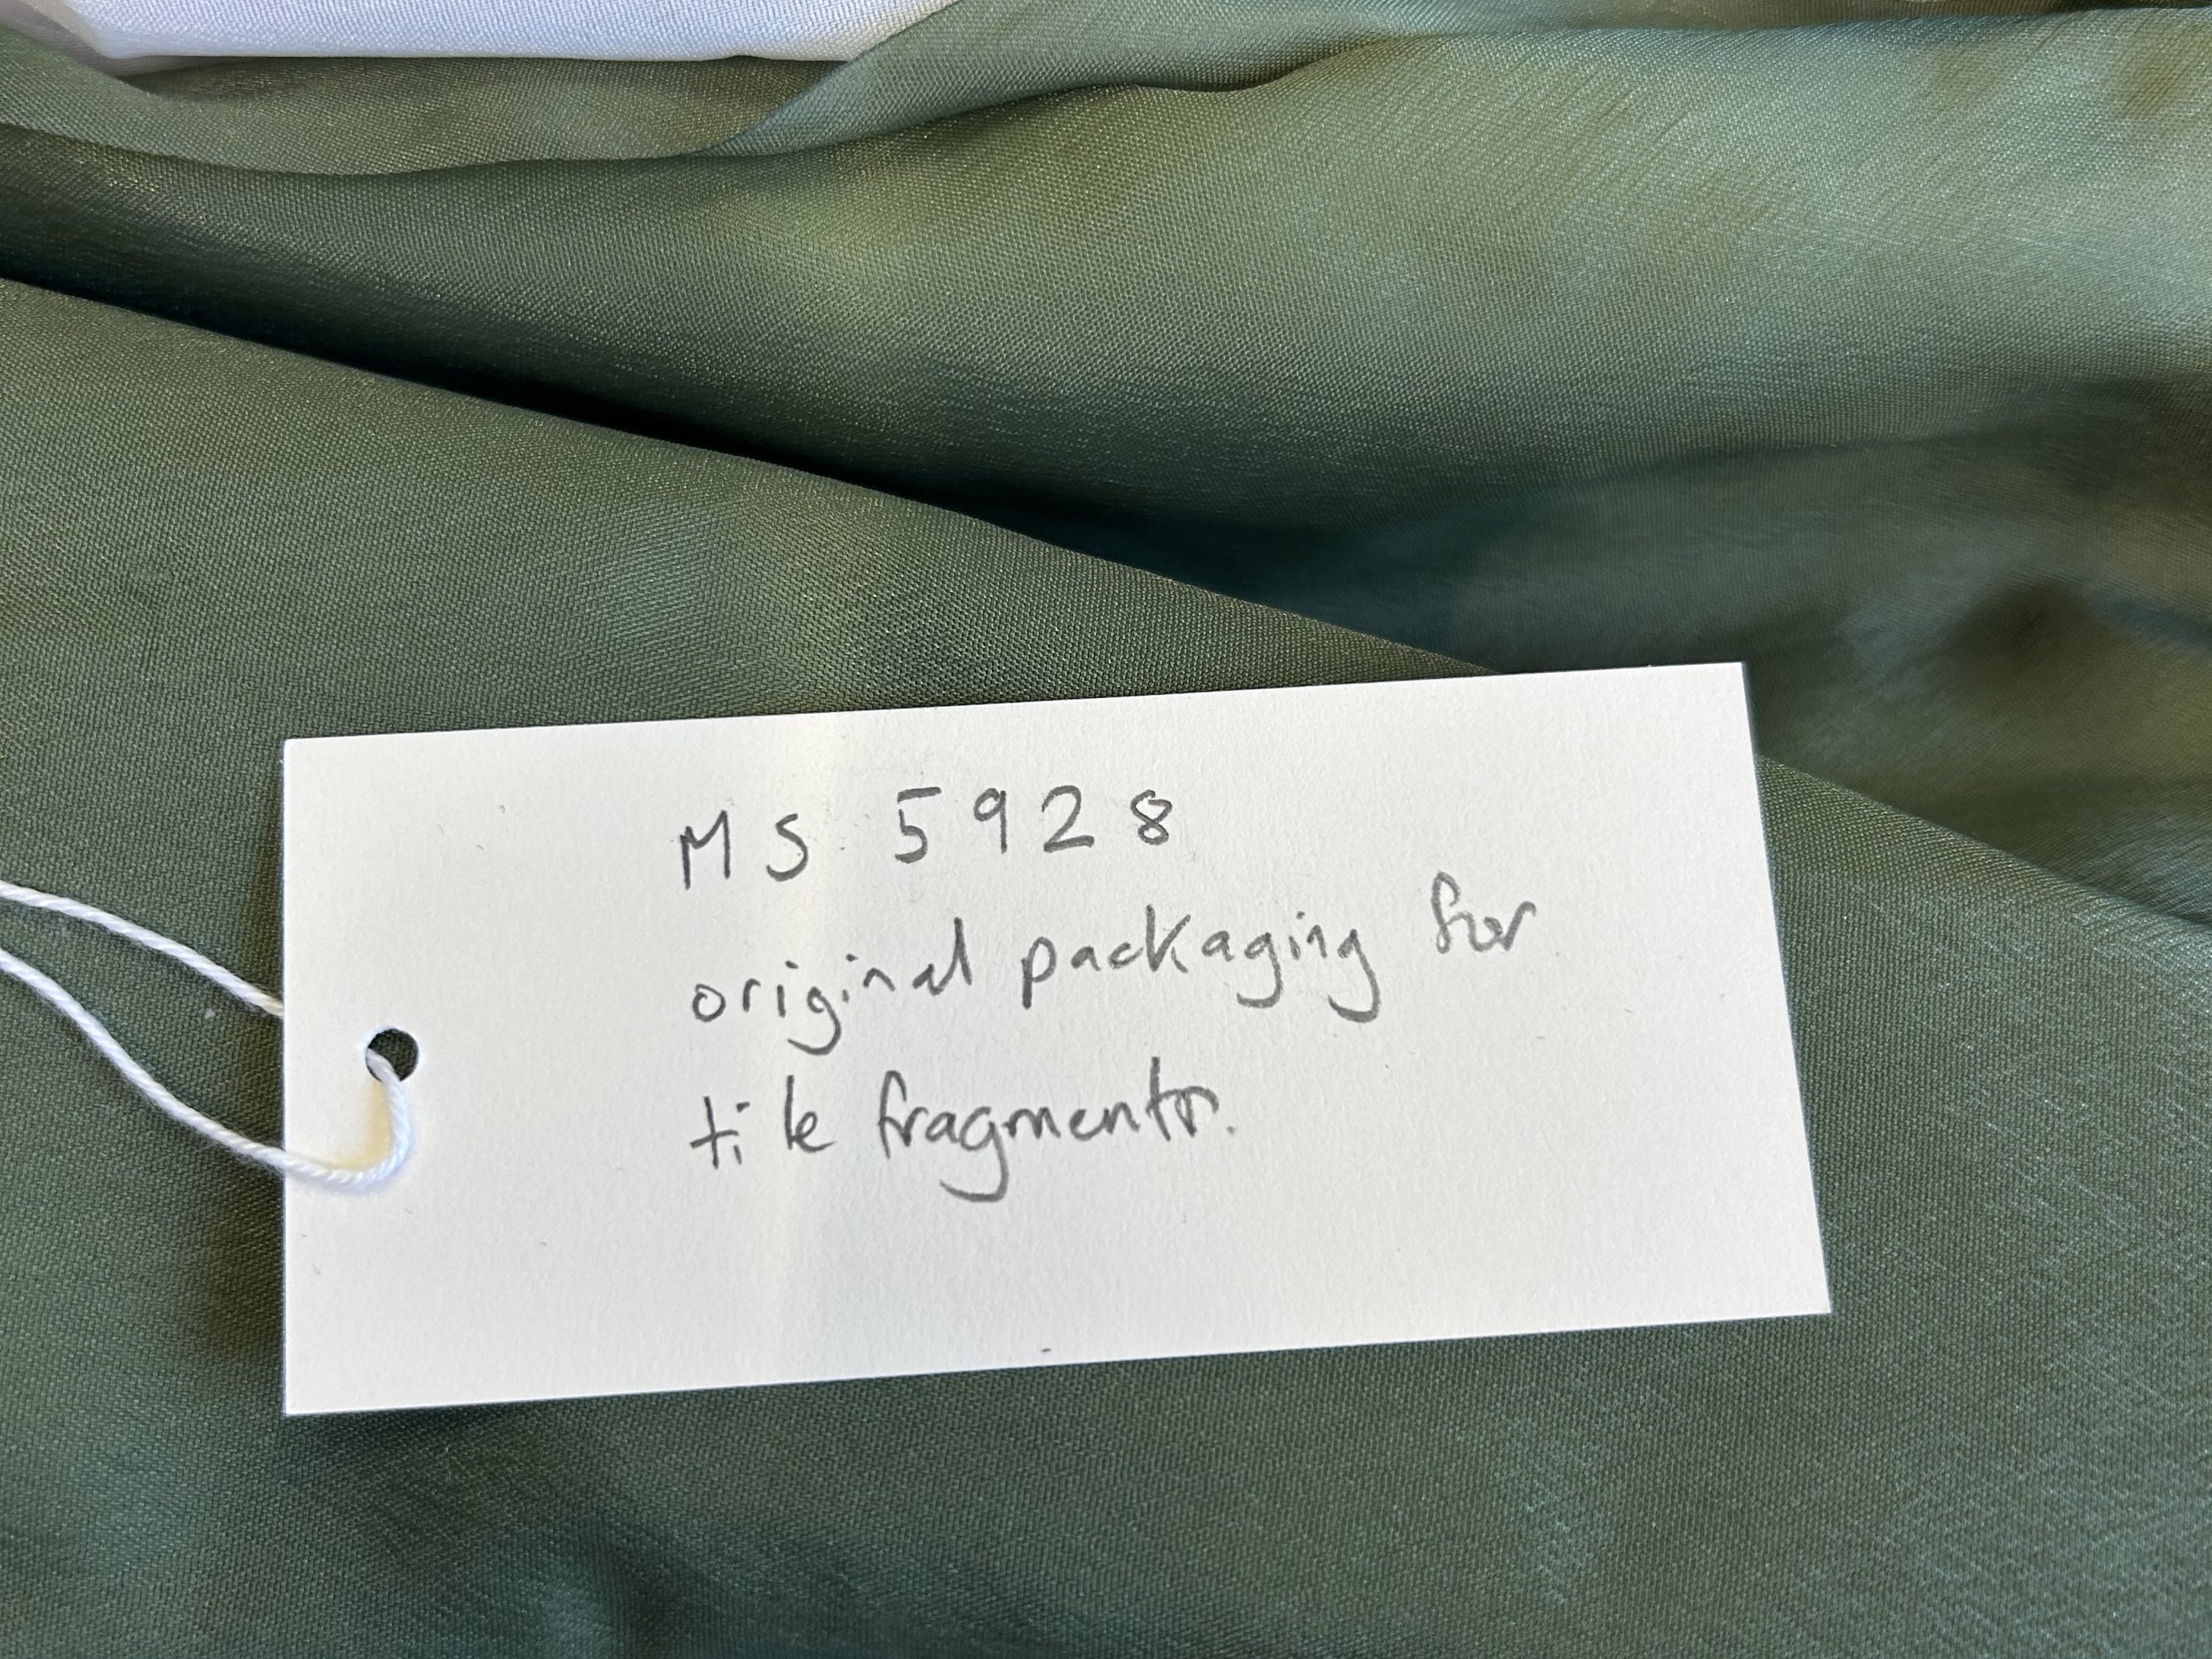 MS 5928
original packaging for
tile fragments.